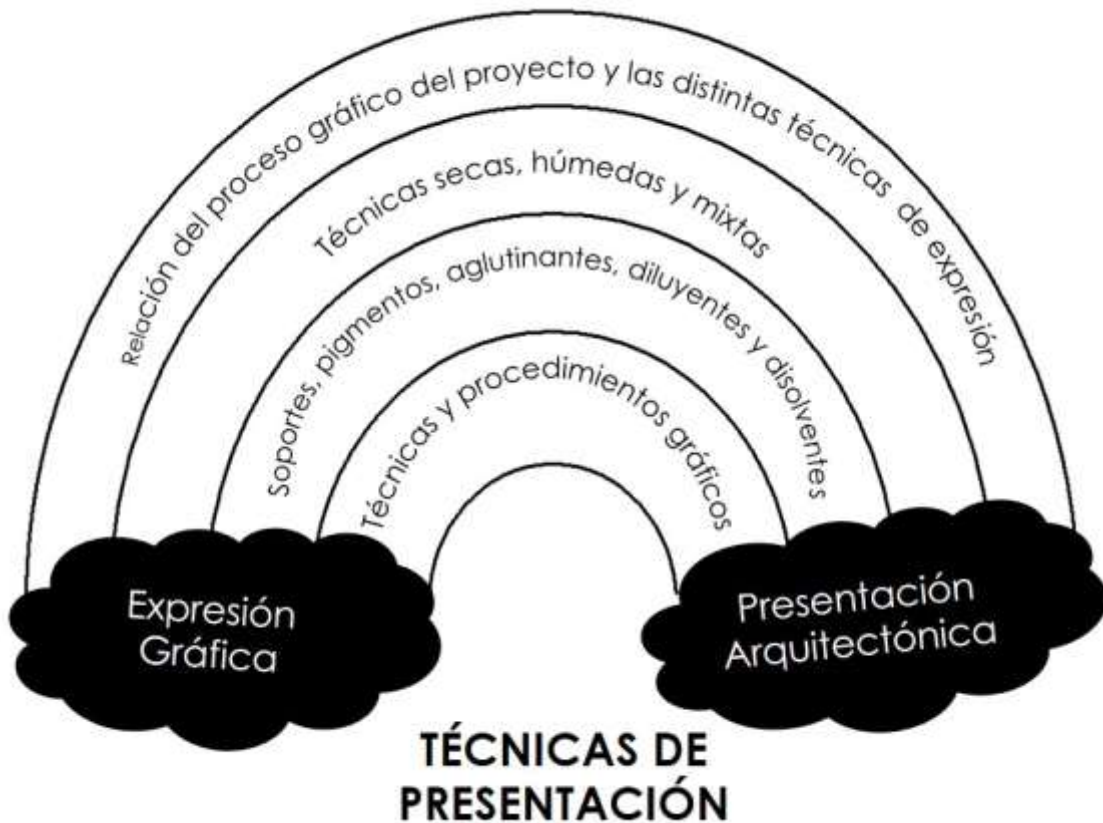 Relación del proceso gráfico del proyecto y las distintas técnicas de expresión
Técnicas secas, húmedas y mixtas
Soportes, pigmentos, aglutinantes, diluyentes y disolventes
Técnicas y procedimientos gráficos
Expresión
Gráfica
Presentación
Arquitectónica
TÉCNICAS DE
PRESENTACIÓN